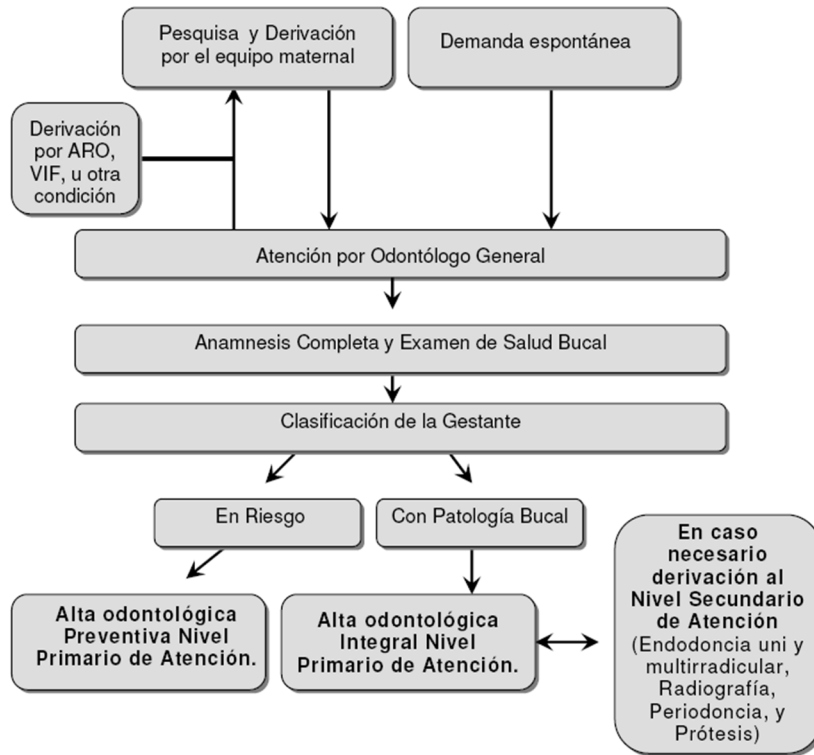 Pesquisa y Derivación
por el equipo maternal
Demanda espontánea
Derivación
por ARO,
VIF, u otra
condición
Atención por Odontólogo General
Anamnesis Completa y Examen de Salud Bucal
Clasificación de la Gestante
En Riesgo
Con Patología Bucal
Alta odontológica
Preventiva Nivel
Primario de Atención.
Alta odontológica
Integral Nivel
Primario de Atención.
En caso
necesario
derivación al
Nivel Secundario
de Atención
(Endodoncia uni y
multirradicular,
Radiografía,
Periodoncia, y
Prótesis)